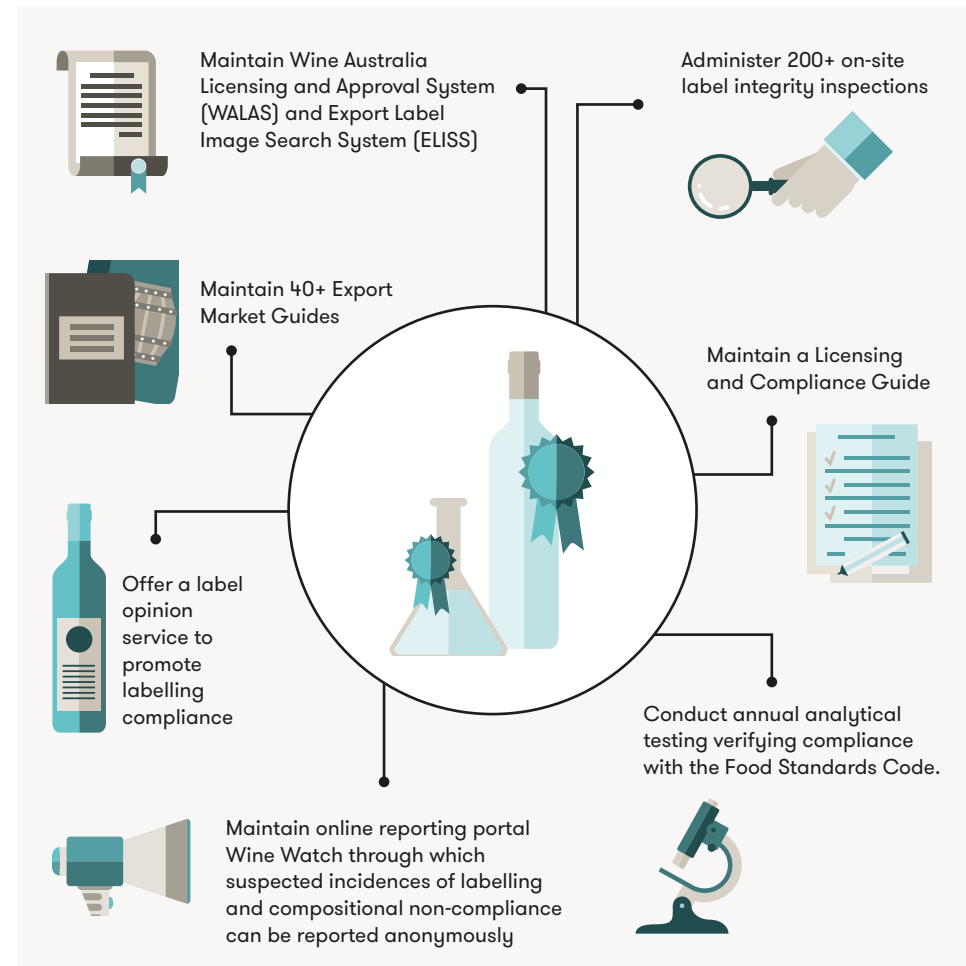 Maintain Wine Australia
Licensing and Approval System
(WALAS) and Export Label
Image Search System (ELISS)
Administer 200+ on-site
label integrity inspections
Maintain 40+ Export
Market Guides
Maintain a Licensing
and Compliance Guide
Offer a label
opinion
service to
promote
labelling
compliance
Conduct annual analytical
testing verifying compliance
with the Food Standards Code.
Maintain online reporting portal
Wine Watch through which
suspected incidences of labelling
and compositional non-compliance
can be reported anonymously